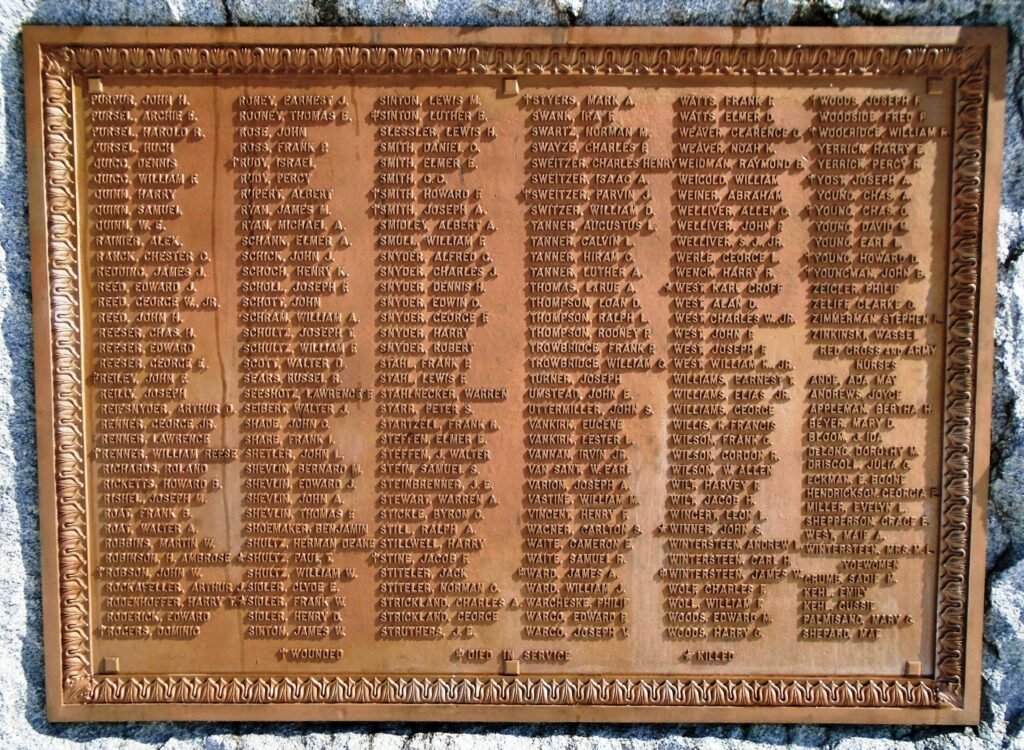 PURPUR, JOHN H.
PURSEL, ARCHIE B.
PURSEL, HAROLD R.
PURSEL, HUGH
QUIGG, DENNIS
QUIGG, WILLIAM F.
QUINN, HARRY
QUINN, SAMUEL
QUINN, W. E.
RAINIER, ALEX.
RANCK, CHESTER C.
REDDING, JAMES J.
REED, EDWARD J.
REED, GEORGE W., JR.
REED, JOHN H.
REESER, CHAS. H.
REESER, EDWARD
REESER, GEORGE E.
REILEY, JOHN F.
REILLY, JOSEPH
REIFSNYDER, ARTHUR D.
RENNER, GEORGE, JR.
RENNER, LAWRENCE
RENNER, WILLIAM REESE
RICHARDS, ROLAND
RICKETTS, HOWARD B.
RISHEL, JOSEPH M.
ROAT, FRANK B.
ROAT, WALTER A.
ROBBINS, MARTIN W.
ROBINSON, H. AMBROSE
ROBSON, JOHN W.
ROCKAFELLER, ARTHUR J.
RODENHOFFER, HARRY F.
RODERICK, EDWARD
ROGERS, DOMINIC
RONEY, EARNEST J.
ROONEY, THOMAS B.
ROSE, JOHN
ROSS, FRANK P.
RUDY, ISRAEL
RUDY, PERCY
RUPERT, ALBERT
RYAN, JAMES M.
RYAN, MICHAEL A.
SCHANK, ELMER A.
SCHICK, JOHN J.
SCHOCH, HENRY K.
SCHOLL, JOSEPH F.
SCHOTT, JOHN
SCHRAM, WILLIAM A.
SCHULTZ, JOSEPH F.
SCHULTZ, WILLIAM F.
SCOTT, WALTER D.
SEARS, RUSSEL R.
SEESHOTZ, LAWRENCE E
SEIBERT, WALTER J.
SHADE, JOHN C.
SHARE, FRANK I.
SHETLER, JOHN L.
SHEVLIN, BERNARD M.
SHEVLIN, EDWARD J.
SHEVLIN, JOHN A.
SHEVLIN, THOMAS F.
SHOEMAKER, BENJAMIN
SHULTZ, HERMAN DEANE
SHULTZ, PAUL T.
SHULTZ, WILLIAM W.
SIDLER, CLYDE E.
SIDLER, FRANK W.
SIDLER, HENRY D.
SINTON, JAMES W.
SINTON, LEWIS M.
SINTON, LUTHER B.
SLESSLER, LEWIS H.
SMITH, DANIEL C.
SMITH, ELMER E.
SMITH, G. C.
SMITH, HOWARD F.
SMITH, JOSEPH A.
SMIDLEY, ALBERT A.
SMULL, WILLIAM F.
SNYDER, ALFRED C.
SNYDER, CHARLES J.
SNYDER, DENNIS H.
SNYDER, EDWIN C.
SNYDER, GEORGE F.
SNYDER, HARRY
SNYDER, ROBERT
STAHL, FRANK P.
STAHL, LEWIS F.
STAHLNECKER, WARREN
STARR, PETER S.
STARTZELL, FRANK R.
STEFFEN, ELMER E.
STEFFEN, J. WALTER
STEIN, SAMUEL S.
STEINBRENNER, J. E.
STEWART, WARREN A.
STICKLE, BYRON C.
STILL, RALPH A.
STILLWELL, HARRY
STINE, JACOB F.
STITELER, JACK
STITELER, NORMAN C.
STRICKLAND, CHARLES A.
STRICKLAND, GEORGE
STRUTHERS, J. E.
STYERS, MARK A.
SWANK, IRA F.
SWARTZ, NORMAN M.
SWAYZE, CHARLES P.
SWEITZER, CHARLES HENRY
SWEITZER, ISAAC A.
SWEITZER, PARVIN J.
SWITZER, WILLIAM D.
TANNER, AUGUSTUS L.
TANNER, CALVIN L.
TANNER, HIRAM G.
TANNER, LUTHER A.
THOMAS, LARUE A.
THOMPSON, LOAN D.
THOMPSON, RALPH L.
THOMPSON, RODNEY P.
TROWBRIDGE, FRANK P.
TROWBRIDGE, WILLIAM G.
TURNER, JOSEPH
UMSTEAD, JOHN E.
UTTERMILLER, JOHN S.
VANKIRK, EUGENE
VANKIRK, LESTER J.
VANNAN, IRVIN J.
VAN SANT, W. EARL
VARION, JOSEPH A.
VASTINE, WILLIAM M.
VINCENT, HENRY F.
WAGNER, CARLTON S.
WAITE, CAMERON E.
WAITE, SAMUEL R.
WARD, JAMES A.
WARD, WILLIAM J.
WARCHESKE, PHILIP
WARGO, EDWARD P.
WARGO, JOSEPH V.
WATTS, FRANK P.
WATTS, ELMER D.
WEAVER, CLARENCE G.
WEAVER, NOAH K.
WEIDMAN, RAYMOND B.
WEIGOLD, WILLIAM
WEINER, ABRAHAM
WELLIVER, ALLEN D.
WELLIVER, JOHN F.
WELLIVER, S. J., JR.
WERLE, GEORGE L.
WENCK, HARRY E.
WEST, KARL GROFF
WEST, ALAN D.
WEST, CHARLES W., JR.
WEST, JOHN F.
WEST, JOSEPH E.
WEST, WILLIAM K., JR.
WILLIAMS, EARNEST E.
WILLIAMS, ELIAS, JR.
WILLIAMS, GEORGE
WILLIS, K. FRANCIS
WILSON, FRANK G.
WILSON, GORDON R.
WILSON, W. ALLEN
WILT, HARVEY A.
WILT, JACOB H.
WINGERT, LEON L.
WINNER, JOHN A.
WINTERSTEEN, ANDREW L.
WINTERSTEEN, CARL H.
WINTERSTEEN, JAMES
WOLF, CHARLES F.
WOLL, WILLIAM F.
WOODS, EDWARD M.
WOODS, HARRY G.
WOODS, JOSEPH F.
WOODSIDE, FRED P.
WOOLRIDGE, WILLIAM R.
YERRICK, HARRY E.
YERRICK, PERCY R.
YOST, JOSEPH A.
YOUNG, CHAS. A.
YOUNG, CHAS. G.
YOUNG, DAVID M.
YOUNG, EARL L.
YOUNG, HOWARD G.
YOUNGMAN, JOHN B.
ZEIGLER, PHILIP
ZELIFF, CLARKE G.
ZIMMERMAN, STEPHEN L.
ZINKINSKI, WASSEL
RED CROSS AND ARMY
NURSES
ANDE, ADA MAY
ANDREWS, JOYCE
APPLEMAN, BERTHA H.
BEYER, MARY D.
BLOOM, J. IDA
DELONG, DOROTHY M.
DRISCOLL, JULIA G.
ECKMAN, E. BOONE
HENDRICKSON, GEORGIA E.
MILLER, EVELYN L.
SHEPPERSON, GRACE E.
WEST, MAIE A.
WINTERSTEEN, MRS. M. L.
YOEWOMEN
CRUMB, SADIE M.
KEHL, EMILY
KEHL, GUSSIE
PALMISANO, MARY G.
SHEPARD, MAE
WOUNDED DIED IN SERVICE KILLED